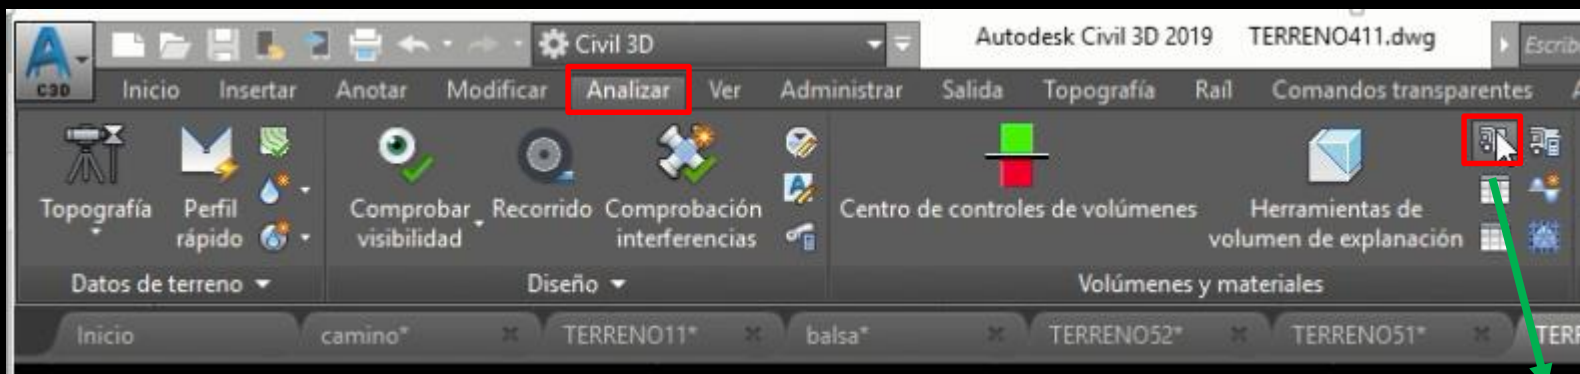 Civil 3D
Autodesk Civil 3D 2019 TERRENO411.dwg
C3D
Inicio Insertar Anotar Modificar Analizar Ver Administrar Salida Topografía Raíl Comandos transparentes
Topografía
Perfil
rápido
Comprobar
visibilidad
Recorrido
Comprobación
interferencias
Centro de controles de volúmenes
Herramientas de
volumen de explanación
Datos de terreno
Diseño
Volúmenes y materiales
Inicio camino* TERRENO11* balsa* TERRENO52* TERRENO51*